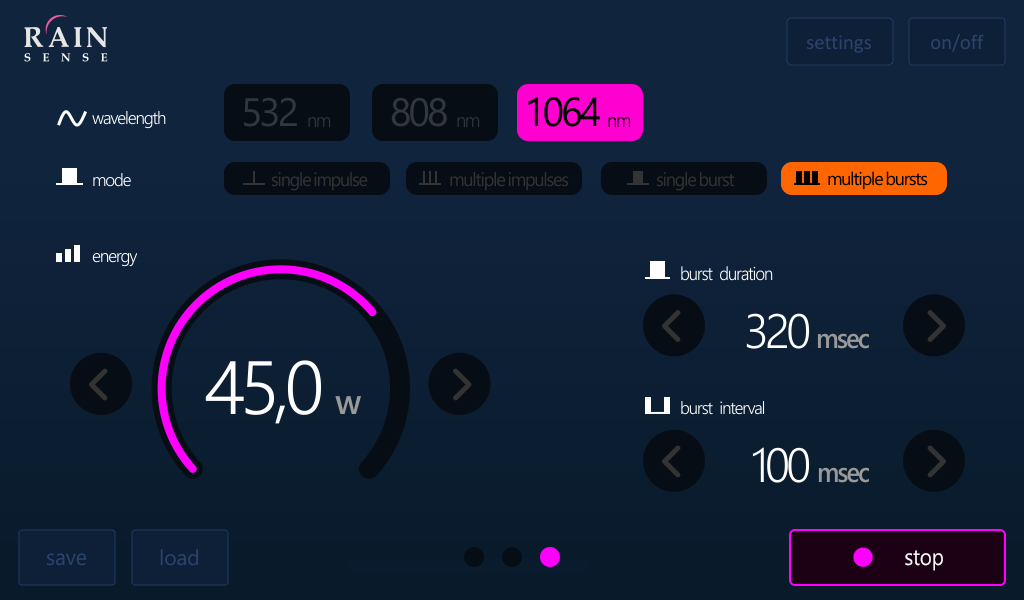 RAIN
SENSE
settings
on/off
wavelength
532 nm
808 nm
1064 nm
mode
single impulse
multiple impulses
single burst
multiple bursts
energy
45,0 W
burst duration
320 msec
burst interval
100 msec
save
load
stop